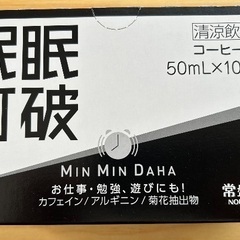 眠眠
打破
清涼飲
コーヒー
50mL×10
MIN MIN DAHA
お仕事・勉強、遊びにも!
カフェイン/アルギニン/菊花抽出物
常
NO